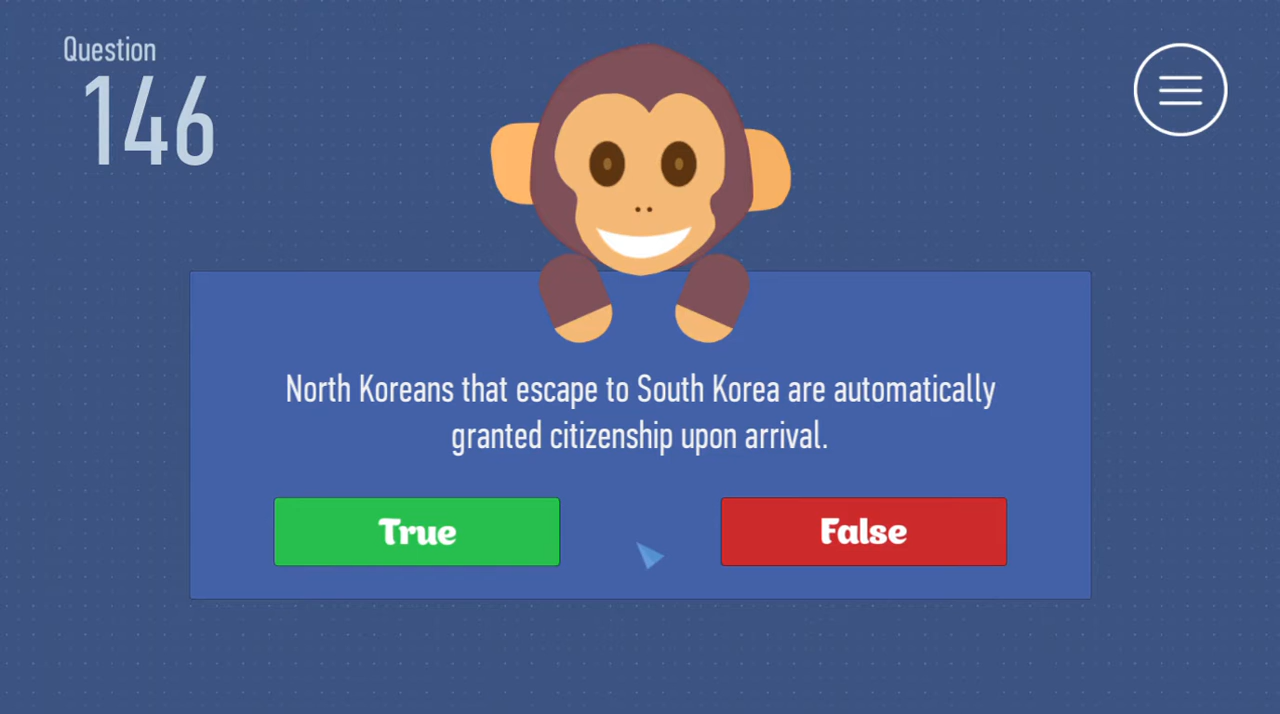 Question
146
North Koreans that escape to South Korea are automatically
granted citizenship upon arrival.
True
False